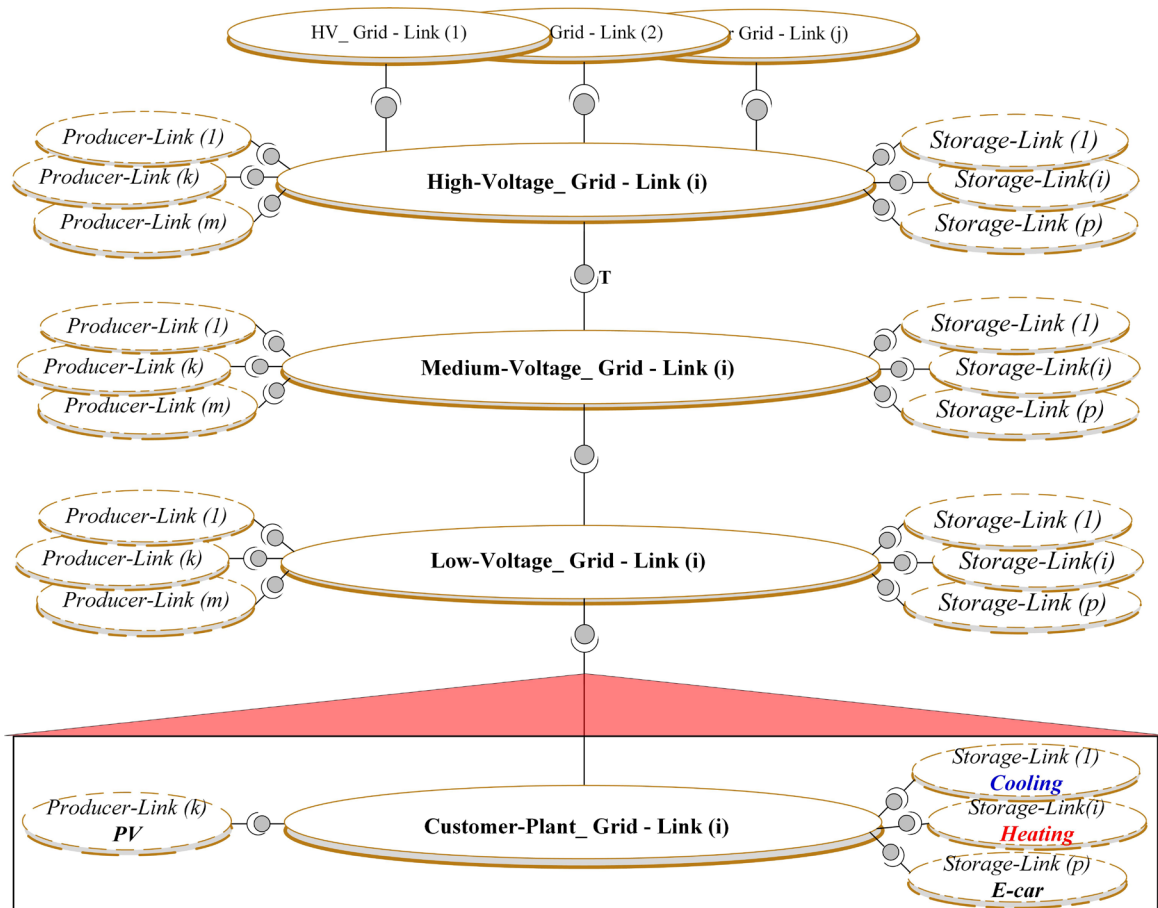 HV_ Grid - Link (1)
Grid - Link (2)
Grid - Link (j)
Producer-Link (1)
Producer-Link (k)
Producer-Link (m)
High-Voltage_ Grid - Link (i)
Storage-Link (1)
Storage-Link(i)
Storage-Link (p)
T
Producer-Link (1)
Producer-Link (k)
Producer-Link (m)
Medium-Voltage_ Grid - Link (i)
Storage-Link (1)
Storage-Link(i)
Storage-Link (p)
Producer-Link (1)
Producer-Link (k)
Producer-Link (m)
Low-Voltage_ Grid - Link (i)
Storage-Link (1)
Storage-Link(i)
Storage-Link (p)
Producer-Link (k)
PV
Customer-Plant_ Grid - Link (i)
Storage-Link (1)
Cooling
Storage-Link(i)
Heating
Storage-Link (p)
E-car